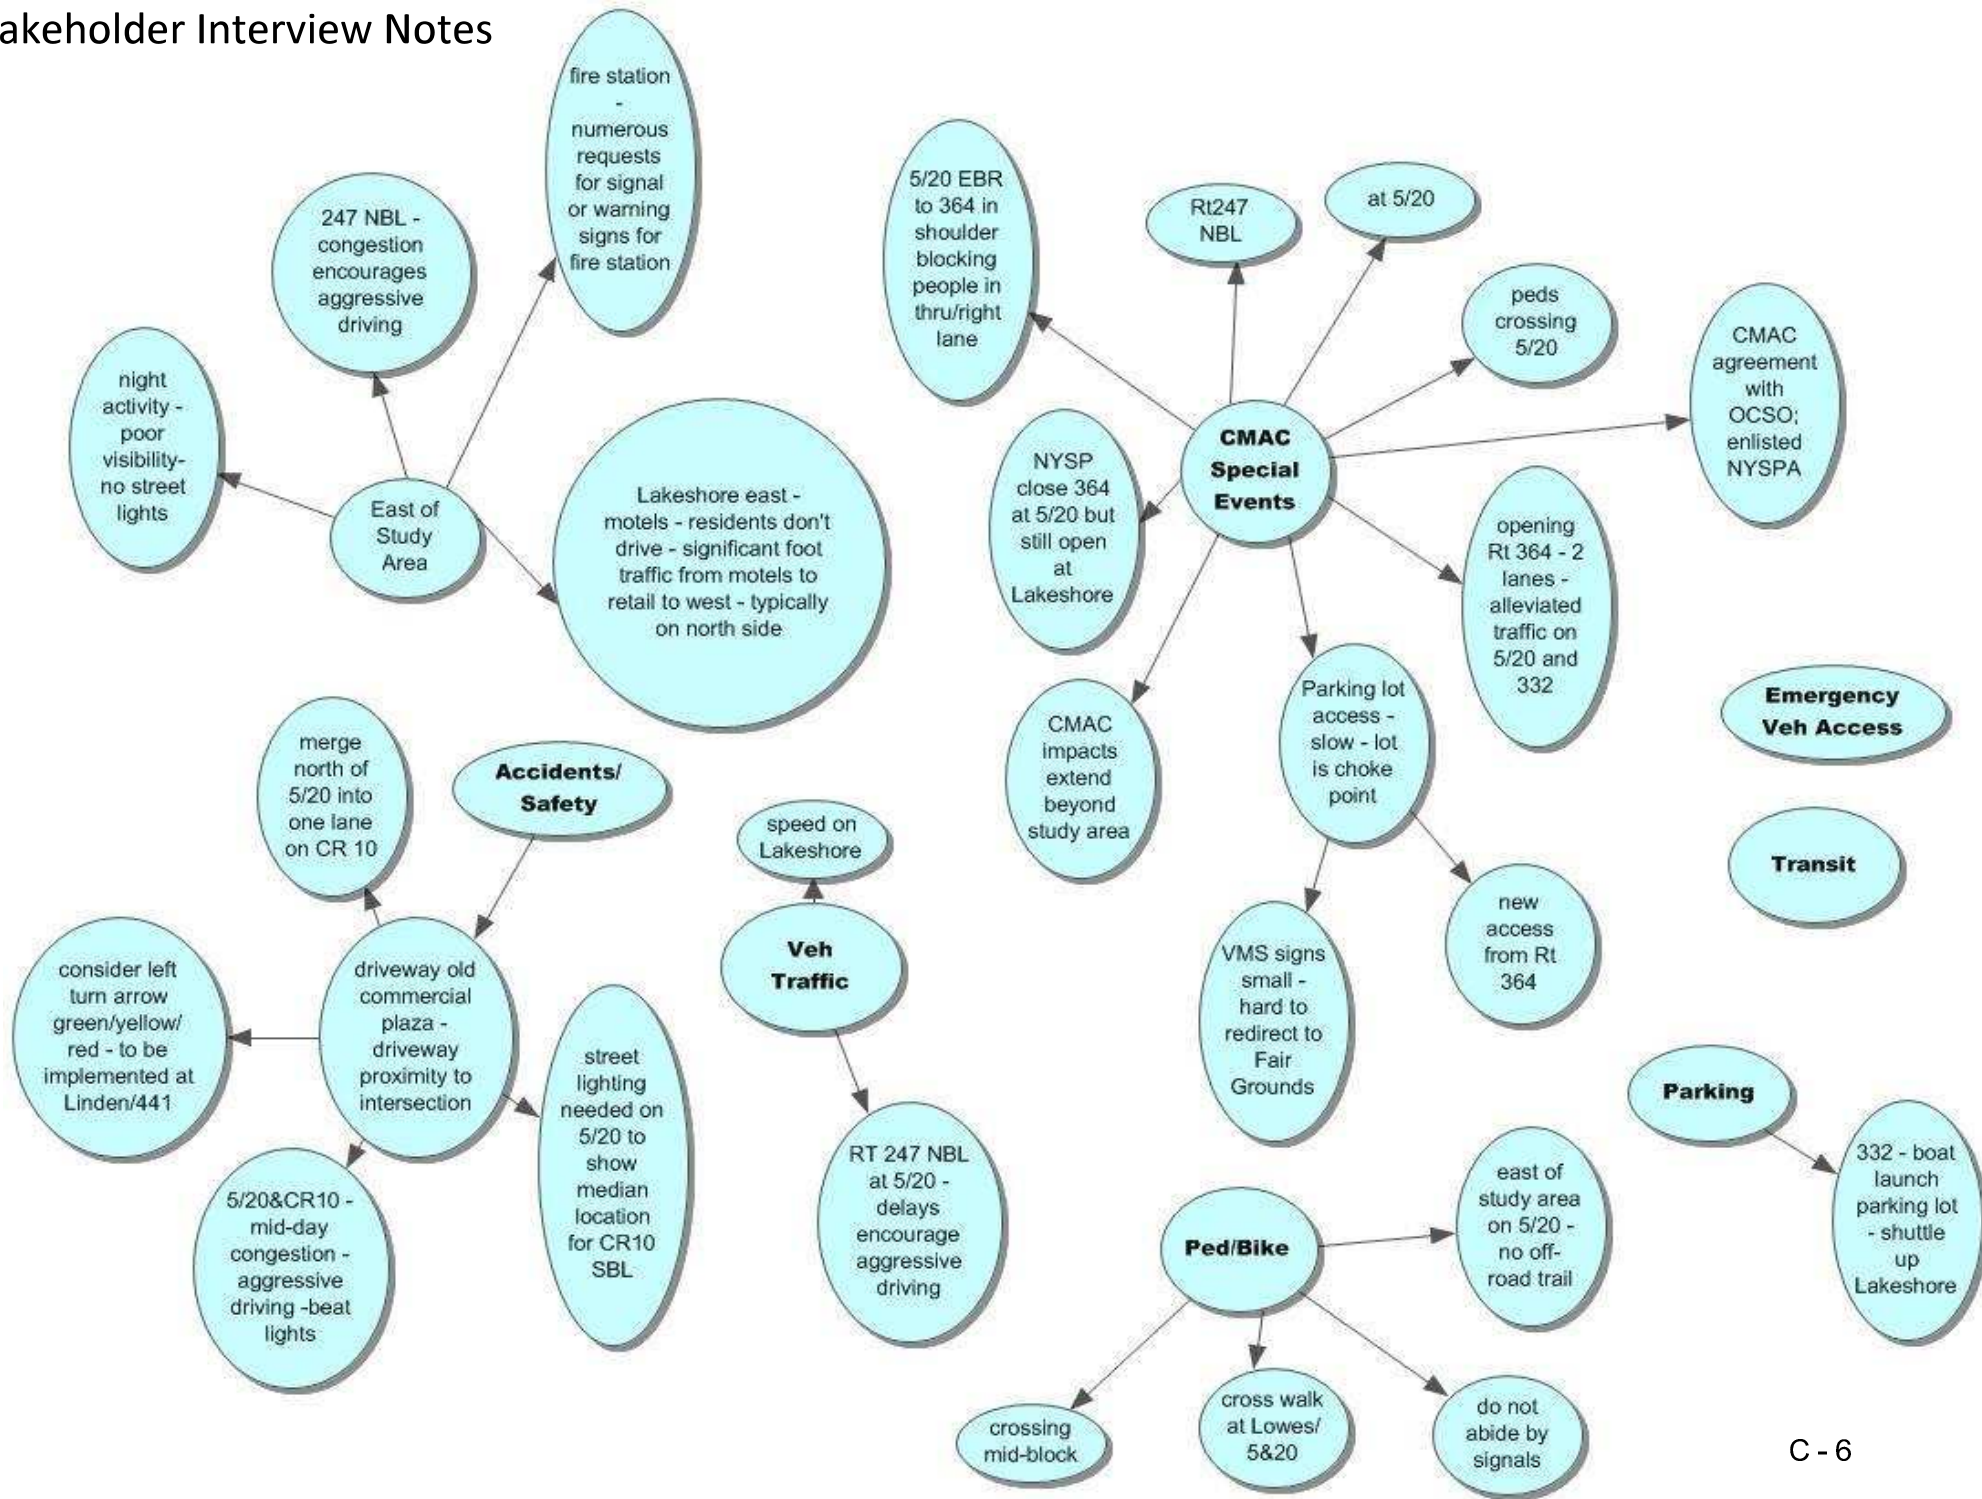 akeholder Interview Notes
fire station
-
numerous
requests
for signal
or warning
signs for
fire station
247 NBL -
congestion
encourages
aggressive
driving
night
activity -
poor
visibility-
no street
lights
East of
Study
Area
Lakeshore east -
motels - residents don't
drive - significant foot
traffic from motels to
retail to west - typically
on north side
5/20 EBR
to 364 in
shoulder
blocking
people in
thru/right
lane
Rt247
NBL
at 5/20
peds
crossing
5/20
CMAC
agreement
with
OCSO;
enlisted
NYSPA
CMAC
Special
Events
NYSP
close 364
at 5/20 but
still open
at
Lakeshore
opening
Rt 364 - 2
lanes -
alleviated
traffic on
5/20 and
332
CMAC
impacts
extend
beyond
study area
Parking lot
access -
slow - lot
is choke
point
VMS signs
small -
hard to
redirect to
Fair
Grounds
new
access
from Rt
364
Emergency
Veh Access
Transit
merge
north of
5/20 into
one lane
on CR 10
Accidents/
Safety
consider left
turn arrow
green/yellow/
red - to be
implemented at
Linden/441
driveway old
commercial
plaza -
driveway
proximity to
intersection
street
lighting
needed on
5/20 to
show
median
location
for CR10
SBL
5/20&CR10 -
mid-day
congestion -
aggressive
driving -beat
lights
speed on
Lakeshore
Veh
Traffic
RT 247 NBL
at 5/20 -
delays
encourage
aggressive
driving
Parking
332 - boat
launch
parking lot
- shuttle
up
Lakeshore
Ped/Bike
east of
study area
on 5/20 -
no off-
road trail
crossing
mid-block
cross walk
at Lowes/
5&20
do not
abide by
signals
C - 6